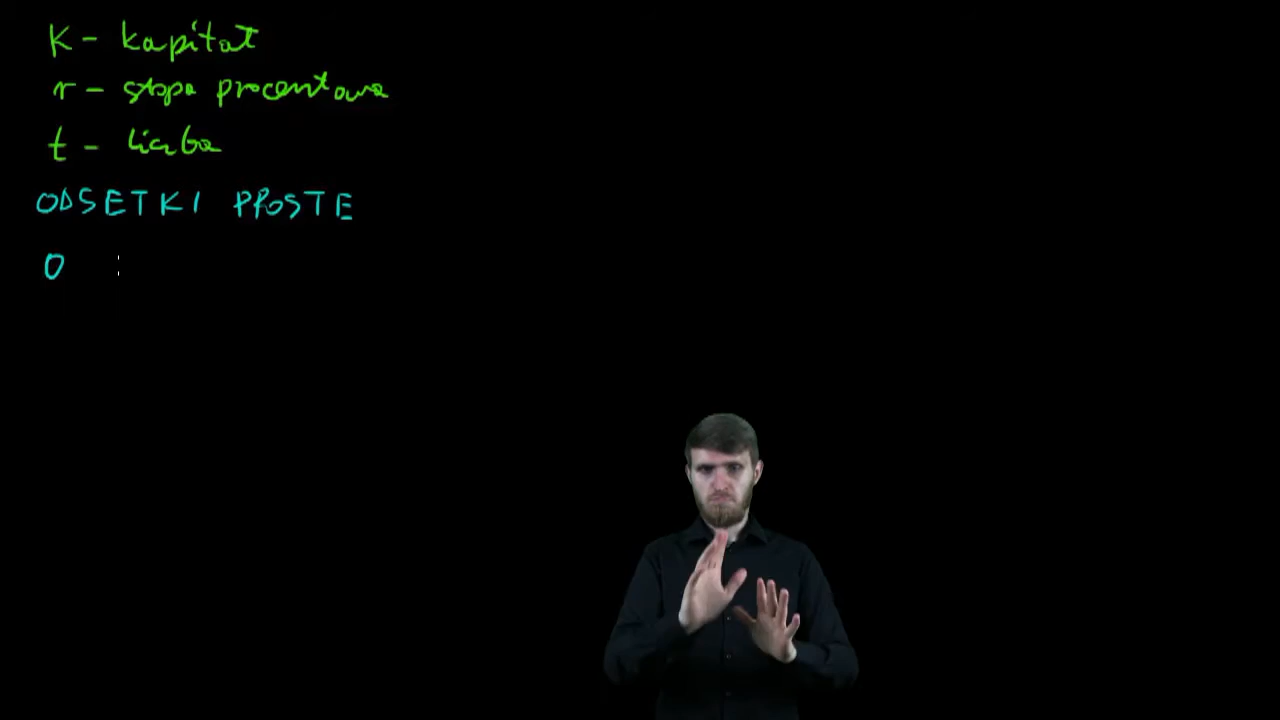 K - kapitał
r - stopa procentowa
t - liczba
ODSETKI PROSTE
O